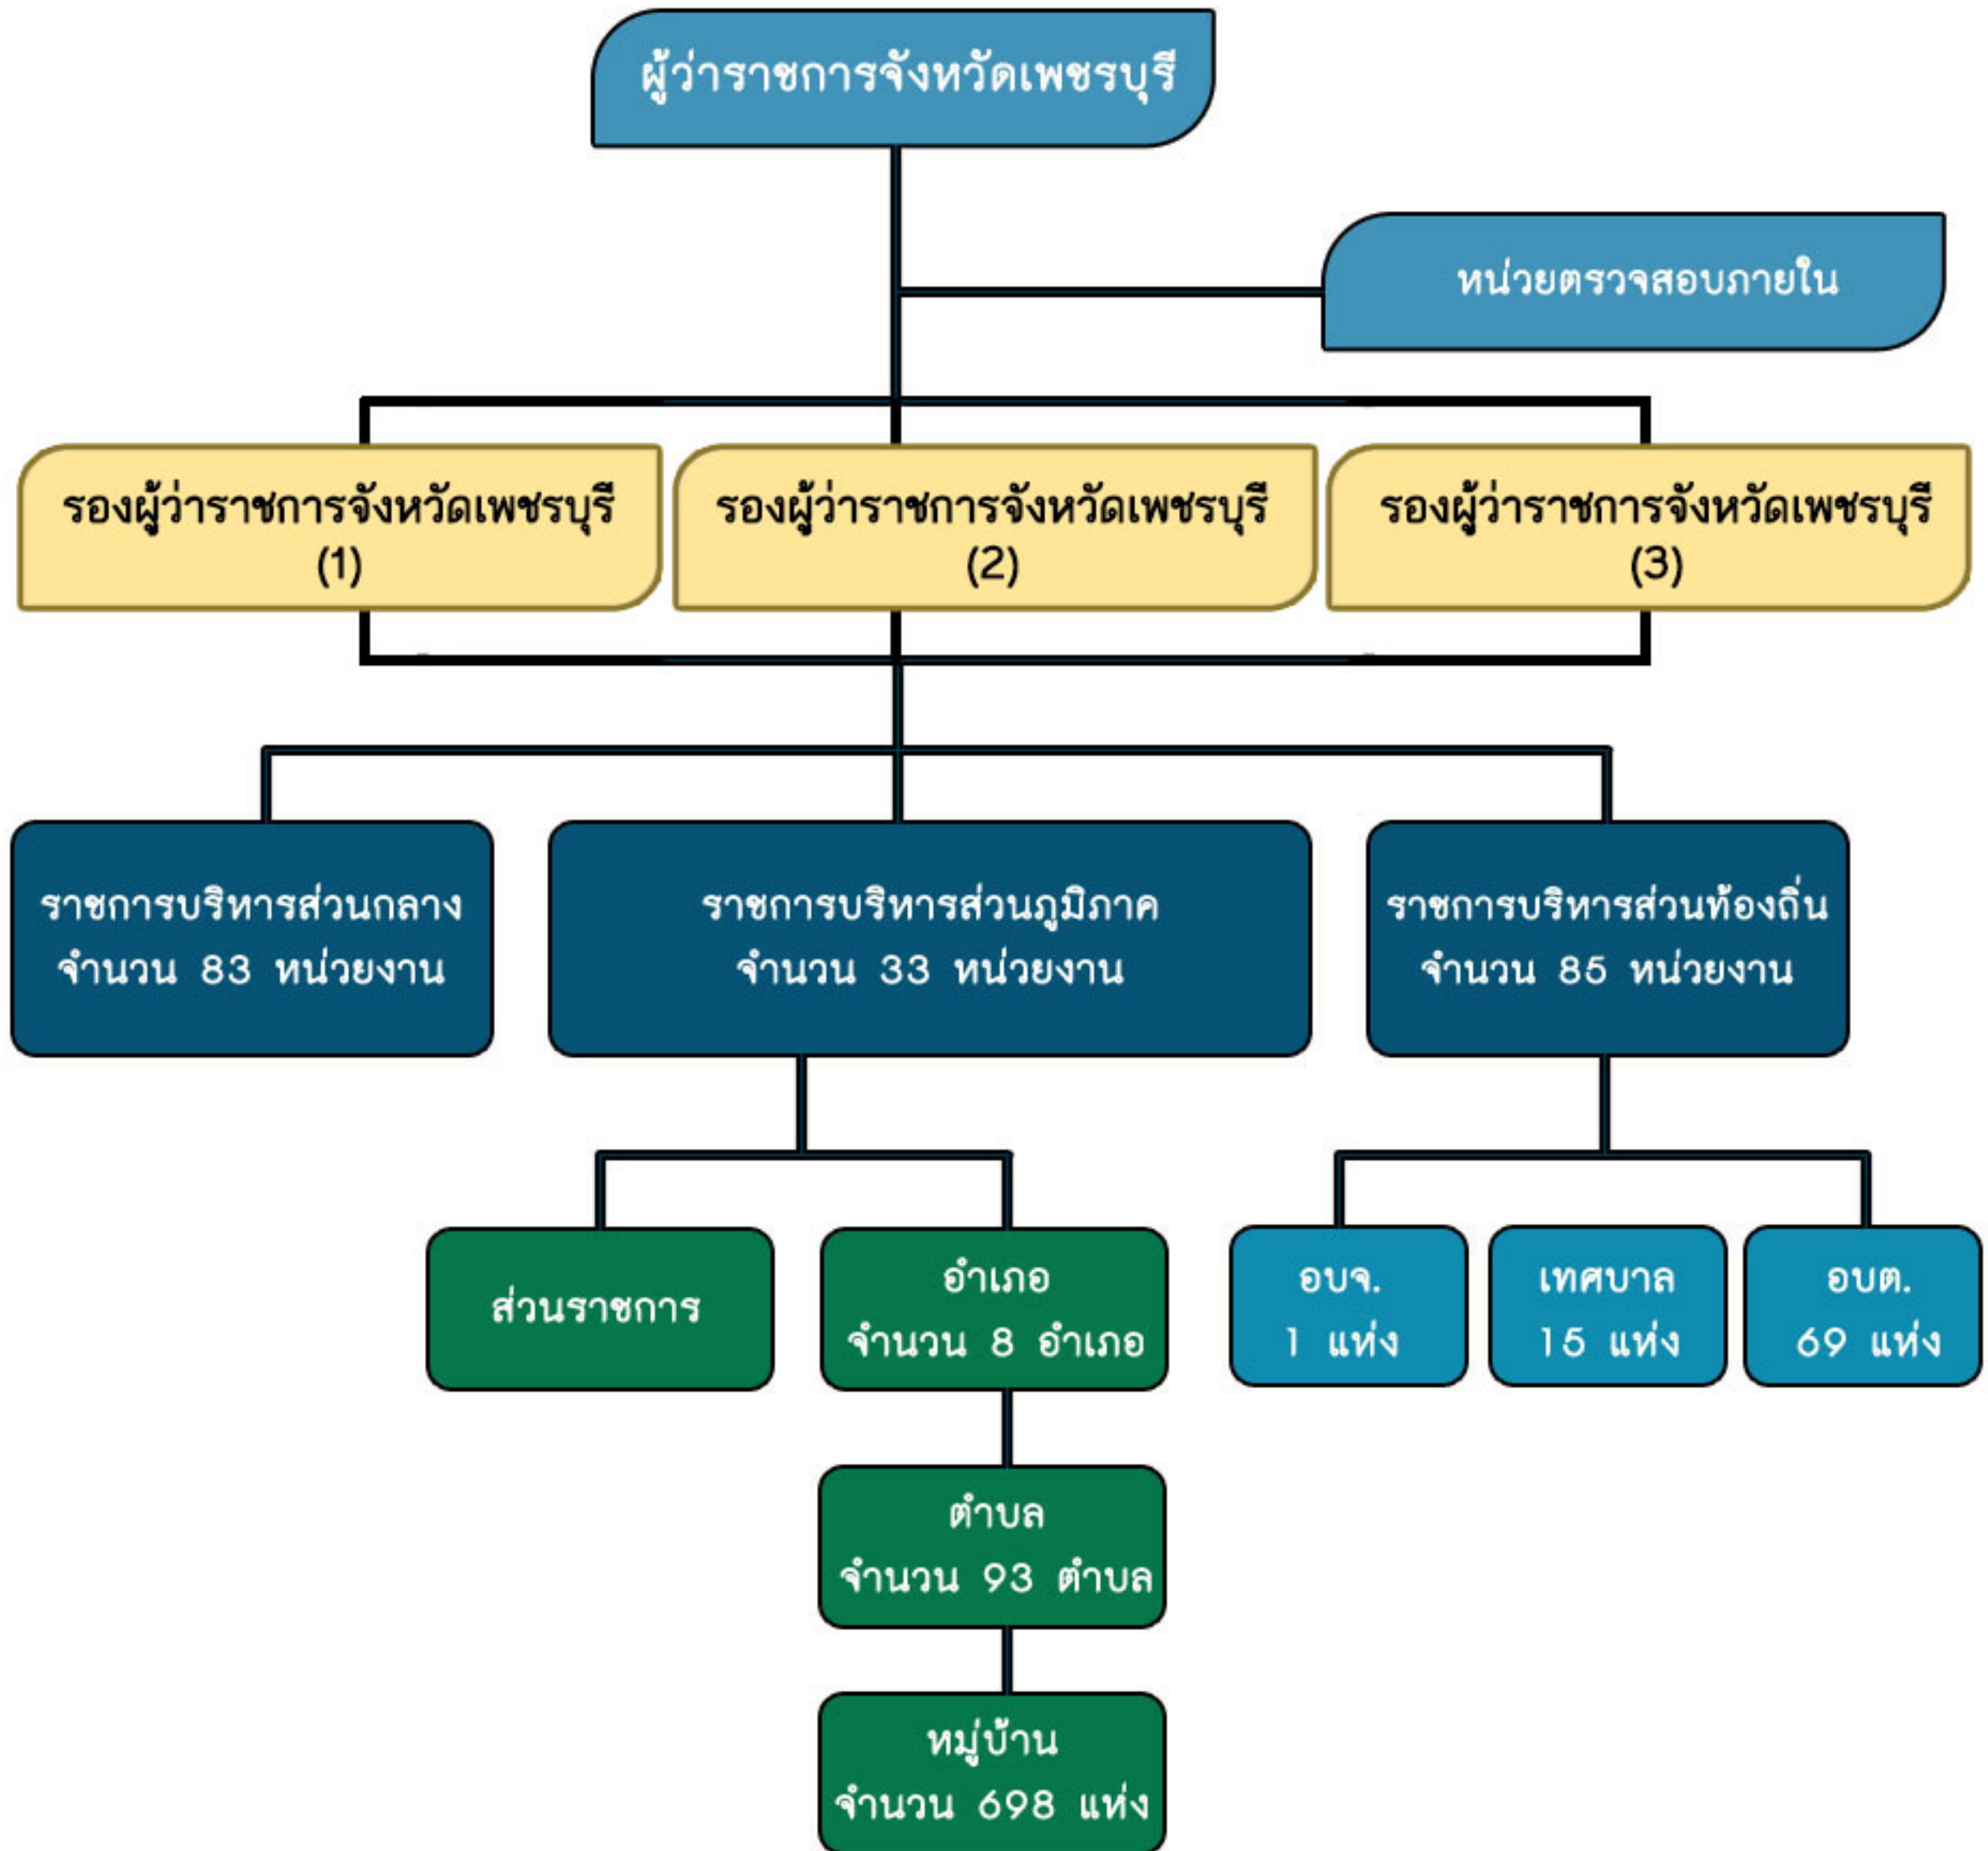 ผู้ว่าราชการจังหวัดเพชรบุรี
หน่วยตรวจสอบภายใน
รองผู้ว่าราชการจังหวัดเพชรบุรี
(1)
รองผู้ว่าราชการจังหวัดเพชรบุรี
(2)
รองผู้ว่าราชการจังหวัดเพชรบุรี
(3)
ราชการบริหารส่วนกลาง
จำนวน 83 หน่วยงาน
ราชการบริหารส่วนภูมิภาค
จำนวน 33 หน่วยงาน
ราชการบริหารส่วนท้องถิ่น
จำนวน 85 หน่วยงาน
ส่วนราชการ
อำเภอ
จำนวน 8 อำเภอ
อบจ.
1 แห่ง
เทศบาล
15 แห่ง
อบต.
69 แห่ง
ตำบล
จำนวน 93 ตำบล
หมู่บ้าน
จำนวน 698 แห่ง